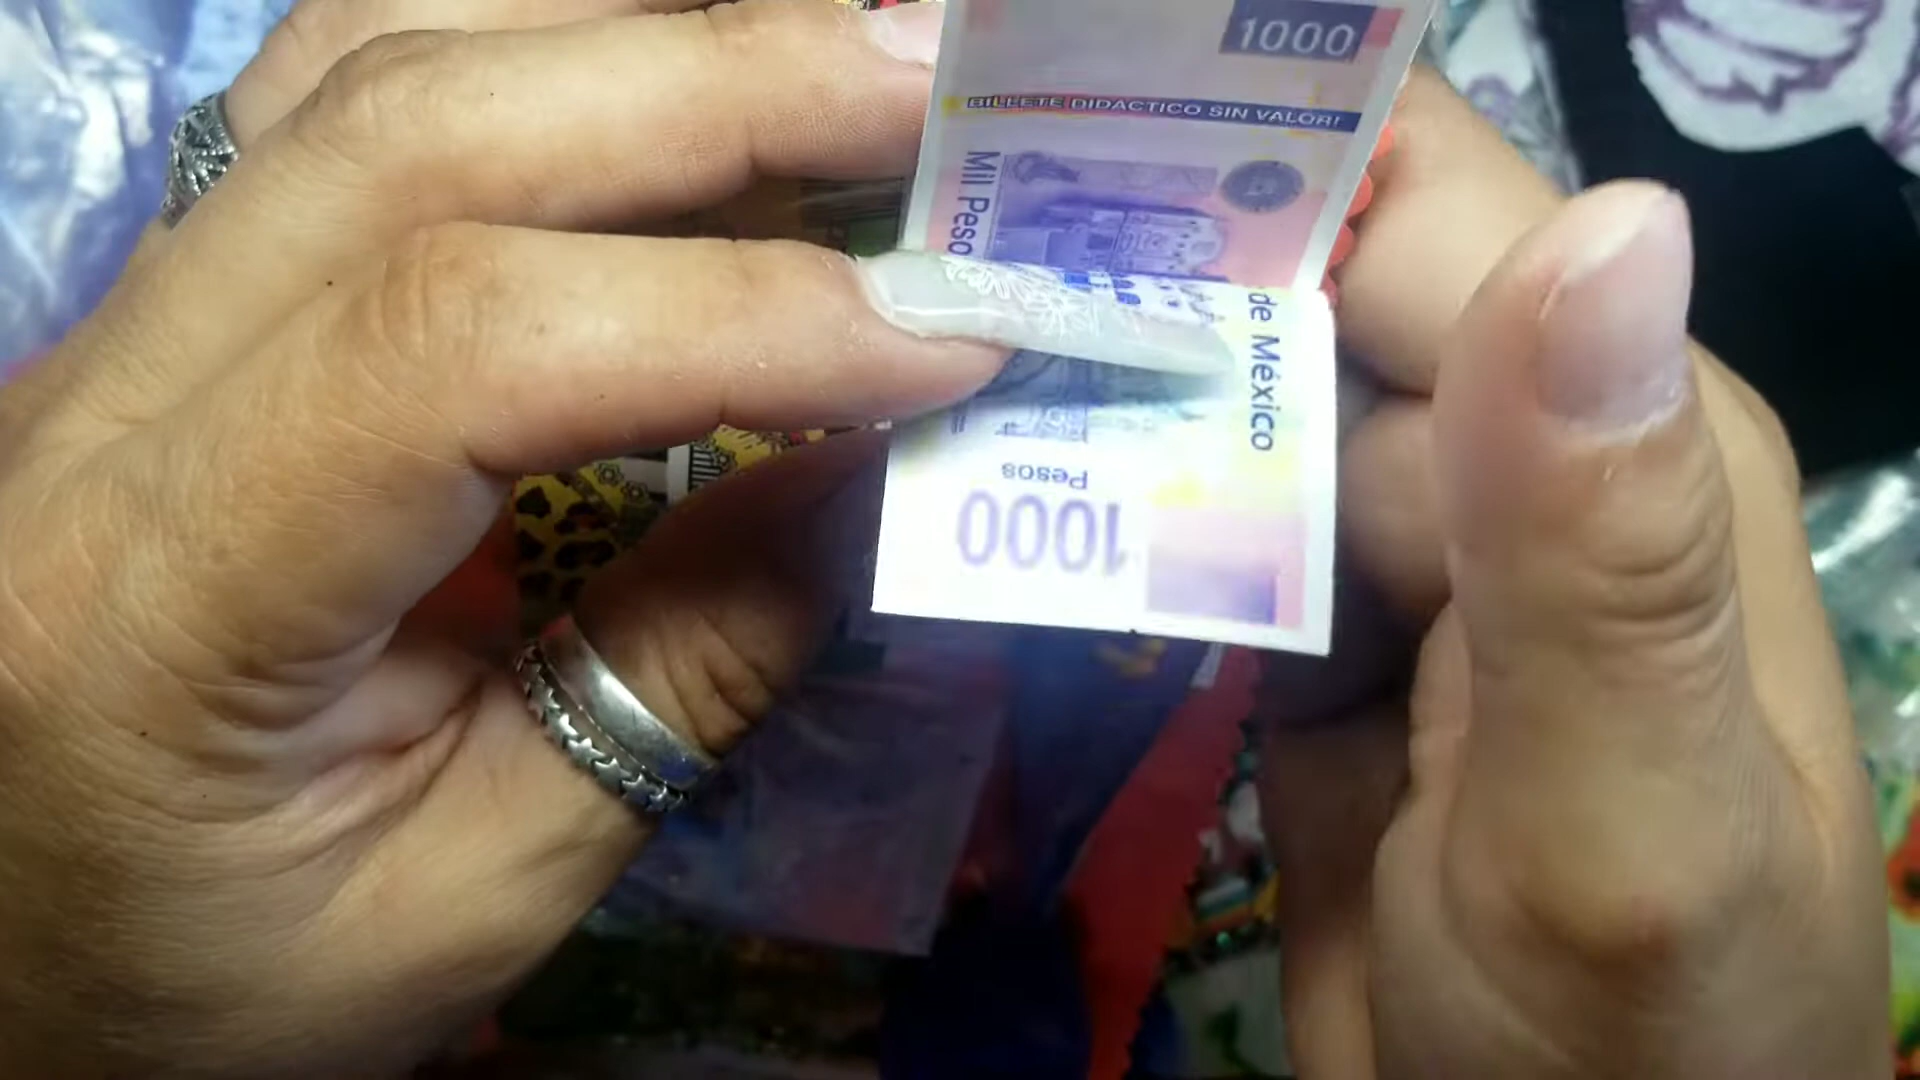 1000
BILLETE DIDACTICO SIN VALOR!
Mil Peso
de México
Pesos
1000